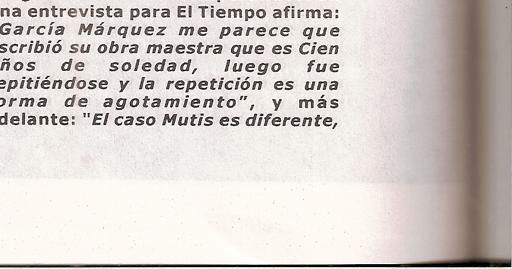 na entrevista para El Tiempo afirma:
García Márquez me parece que
scribió su obra maestra que es Cien
ños de soledad, luego fue
epitiéndose y la repetición es una
orma de agotamiento", y más
delante: "El caso Mutis es diferente,